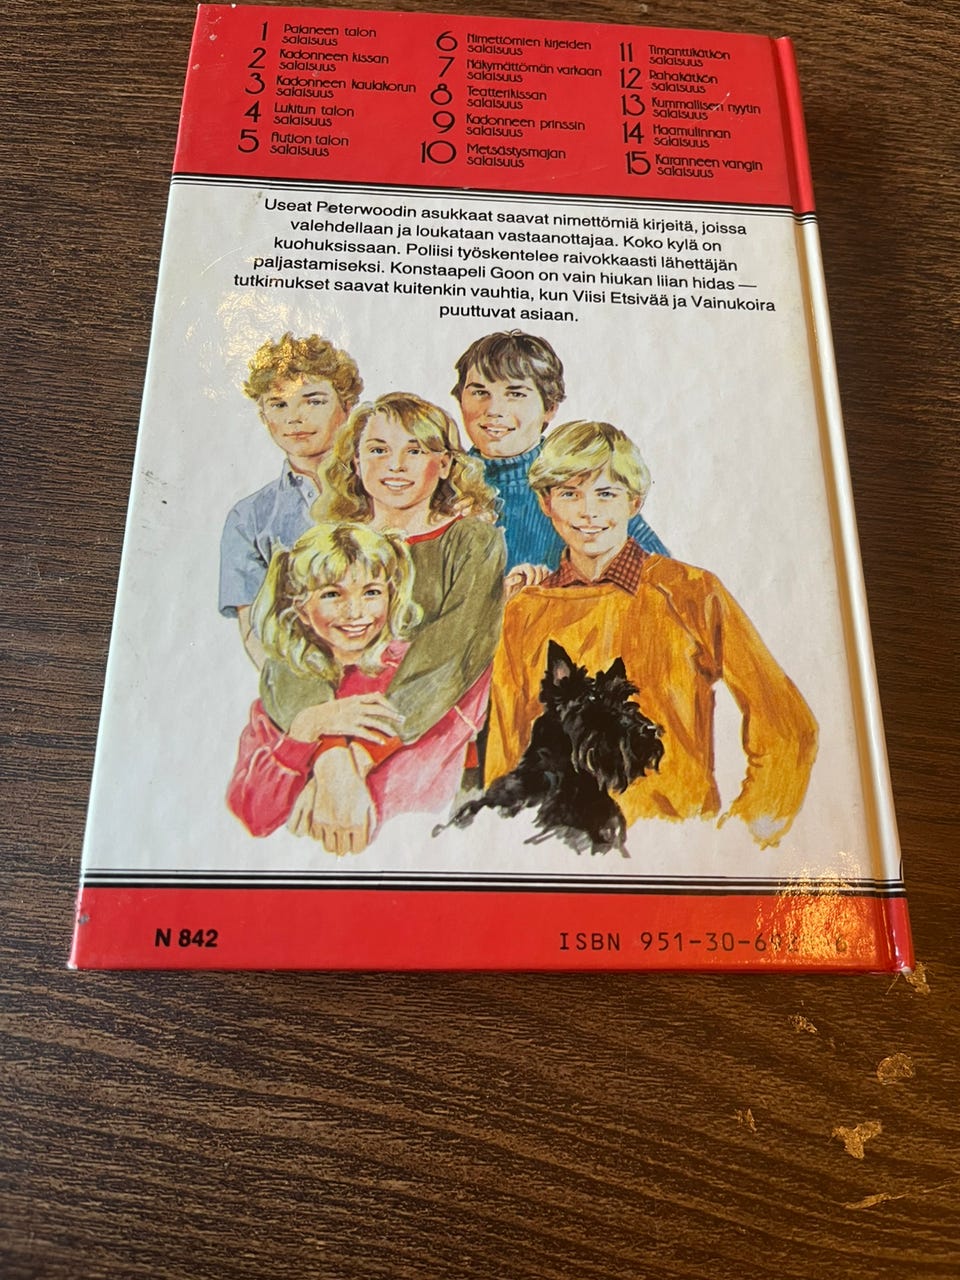 1 Palaneen talon
salaisuus
2 Kadonneen kissan
salaisuus
3 Kadonneen kaulakorun
salaisuus
4 Lukitun talon
salaisuus
5 Aution talon
salaisuus
6 Nimettömien kirjeiden
salaisuus
7 Näkymättömän varkaan
salaisuus
8 Teatterikissan
salaisuus
9 Kadonneen prinssin
salaisuus
10 Metsästysmajan
salaisuus
11 Timanttikätkön
salaisuus
12 Rahakätkön
salaisuus
13 Kummallisen nyytin
salaisuus
14 Haamulinnan
salaisuus
15 Karanneen vangin
salaisuus
Useat Peterwoodin asukkaat saavat nimettömiä kirjeitä, joissa
valehdellaan ja loukataan vastaanottajaa. Koko kylä on
kuohuksissaan. Poliisi työskentelee raivokkaasti lähettäjän
paljastamiseksi. Konstaapeli Goon on vain hiukan liian hidas —
tutkimukset saavat kuitenkin vauhtia, kun Viisi Etsivää ja Vainukoira
puuttuvat asiaan.
N 842
ISBN 951-30-6